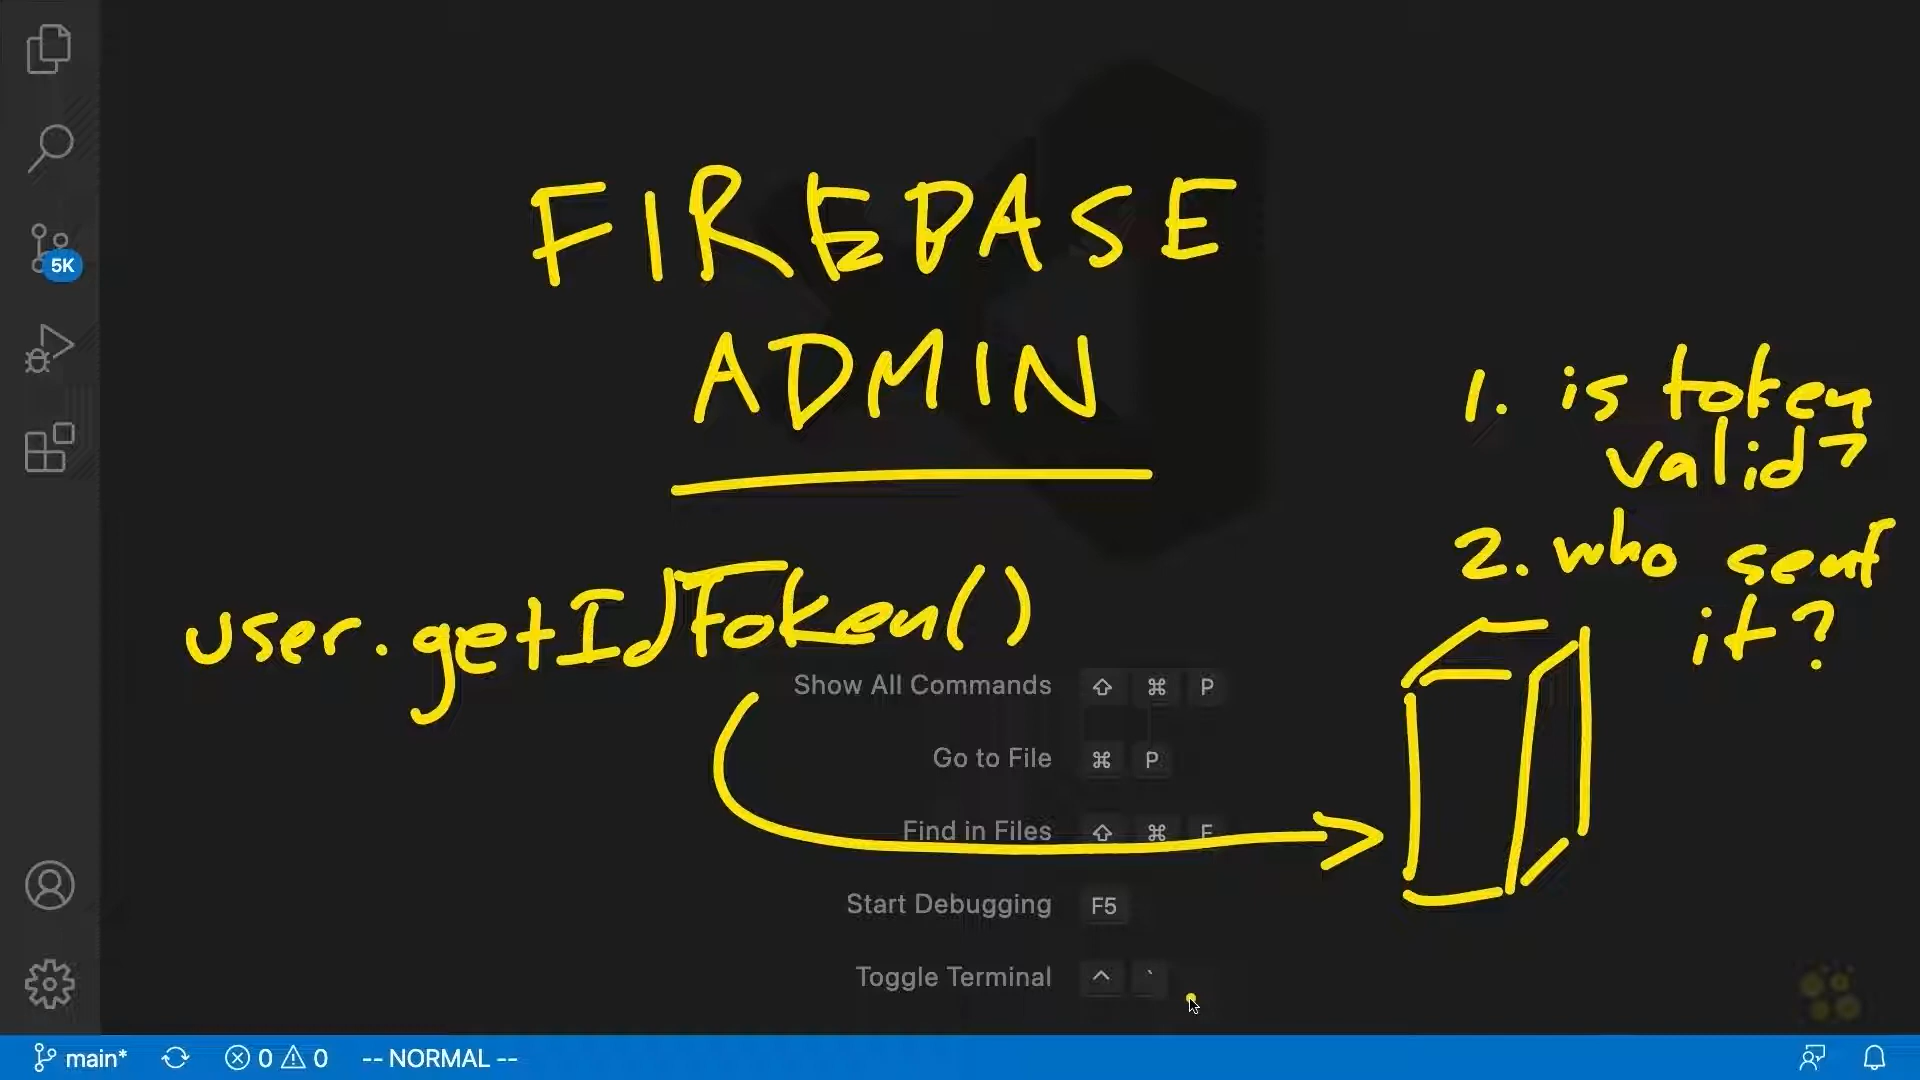 5K
FIREBASE
ADMIN
1. is token
valid?
2. who sent
it?
user.getIdToken()
Show All Commands ⇧ ⌘ P
Go to File ⌘ P
Find in Files ⇧ ⌘ F
Start Debugging F5
Toggle Terminal ^ `
main* 0 0 -- NORMAL --